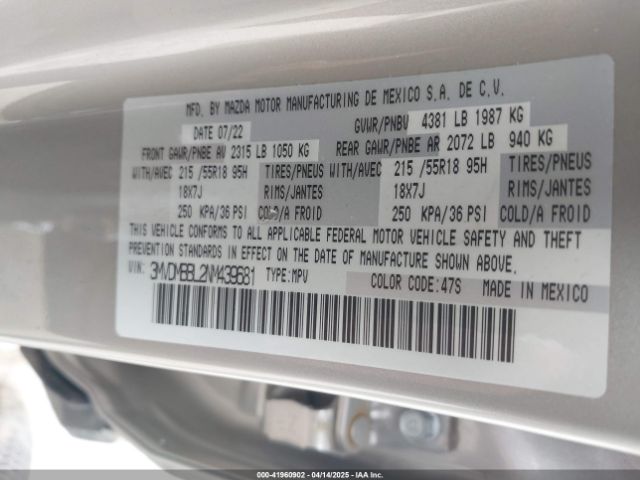 MFD. BY MAZDA MOTOR MANUFACTURING DE MEXICO S.A. DE C.V.
DATE 07/22 GVWR/PNBV 4381 LB 1987 KG
FRONT GAWR/PNBE AV 2315 LB 1050 KG REAR GAWR/PNBE AR 2072 LB 940 KG
WITH/AVEC 215 /55R18 95H TIRES/PNEUS WITH/AVEC 215 /55R18 95H TIRES/PNEUS
18X7J RIMS/JANTES 18X7J RIMS/JANTES
250 KPA/36 PSI COLD/A FROID 250 KPA/36 PSI COLD/A FROID
THIS VEHICLE CONFORMS TO ALL APPLICABLE FEDERAL MOTOR VEHICLE SAFETY AND THEFT
PREVENTION STANDARDS IN EFFECT ON THE DATE OF MANUFACTURE SHOWN ABOVE.
VIN: 3MVDMBBL2NM439681 TYPE:MPV COLOR CODE:47S MADE IN MEXICO
000-41960902 - 04/14/2025 - IAA Inc.